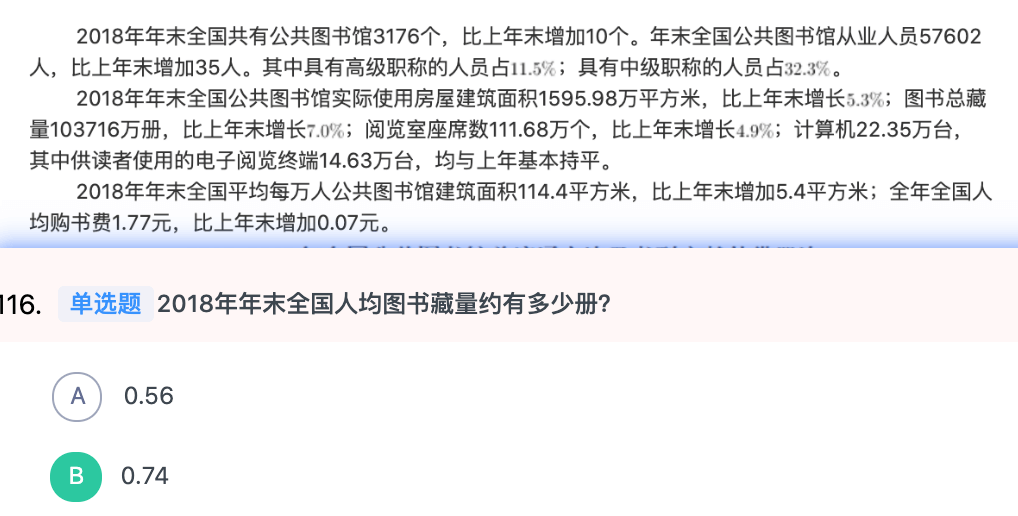 2018年年末全国共有公共图书馆3176个，比上年末增加10个。年末全国公共图书馆从业人员57602
人，比上年末增加35人。其中具有高级职称的人员占11.5%；具有中级职称的人员占32.3%。
2018年年末全国公共图书馆实际使用房屋建筑面积1595.98万平方米，比上年末增长5.3%；图书总藏
量103716万册，比上年末增长7.0%；阅览室座席数111.68万个，比上年末增长4.9%；计算机22.35万台，
其中供读者使用的电子阅览终端14.63万台，均与上年基本持平。
2018年年末全国平均每万人公共图书馆建筑面积114.4平方米，比上年末增加5.4平方米；全年全国人
均购书费1.77元，比上年末增加0.07元。
116. 单选题 2018年年末全国人均图书藏量约有多少册?
A 0.56
B 0.74